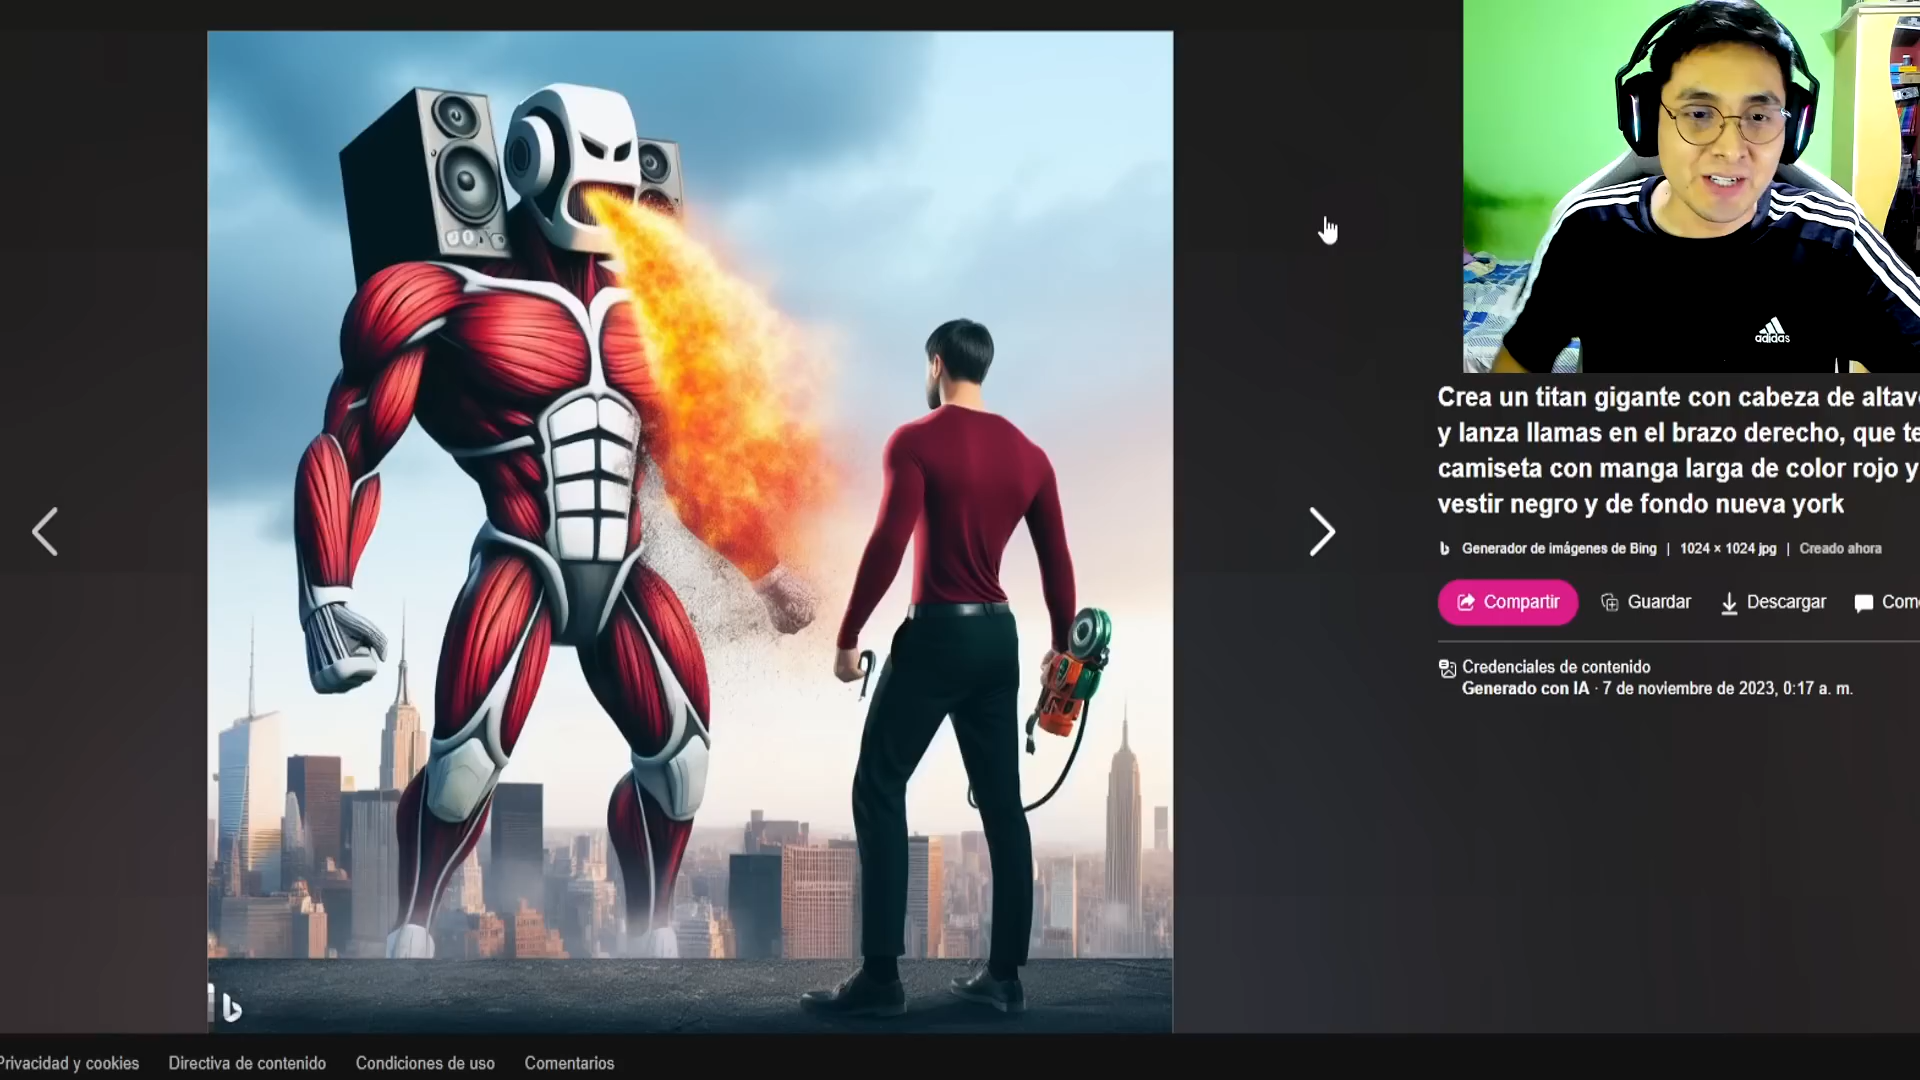 adidas
Crea un titan gigante con cabeza de altav
y lanza llamas en el brazo derecho, que te
camiseta con manga larga de color rojo y
vestir negro y de fondo nueva york
Generador de imágenes de Bing | 1024 × 1024 jpg | Creado ahora
Compartir Guardar Descargar Com
Credenciales de contenido
Generado con IA · 7 de noviembre de 2023, 0:17 a. m.
Privacidad y cookies Directiva de contenido Condiciones de uso Comentarios